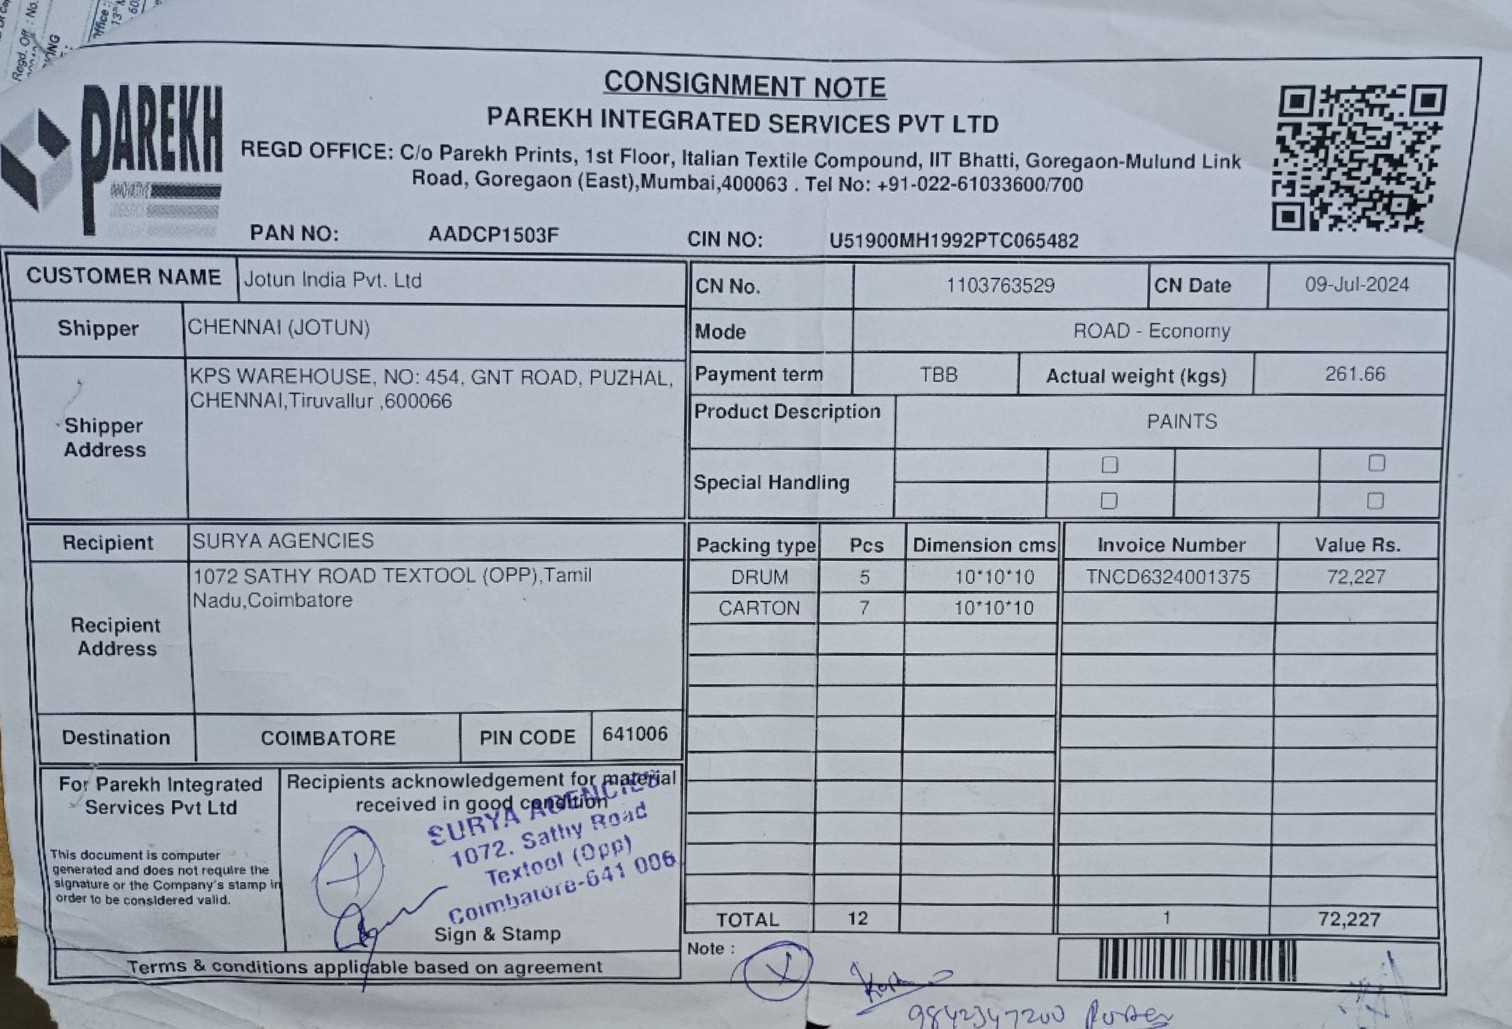 CONSIGNMENT NOTE
PAREKH INTEGRATED SERVICES PVT LTD
REGD OFFICE: C/o Parekh Prints, 1st Floor, Italian Textile Compound, IIT Bhatti, Goregaon-Mulund Link
Road, Goregaon (East),Mumbai,400063 . Tel No: +91-022-61033600/700
PAREKH
PAN NO: AADCP1503F CIN NO: U51900MH1992PTC065482
CUSTOMER NAME Jotun India Pvt. Ltd
Shipper CHENNAI (JOTUN)
Shipper Address
KPS WAREHOUSE, NO: 454, GNT ROAD, PUZHAL,
CHENNAI,Tiruvallur ,600066
CN No. 1103763529 CN Date 09-Jul-2024
Mode ROAD - Economy
Payment term TBB Actual weight (kgs) 261.66
Product Description PAINTS
Special Handling
Recipient SURYA AGENCIES
Recipient Address
1072 SATHY ROAD TEXTOOL (OPP),Tamil
Nadu,Coimbatore
Destination COIMBATORE PIN CODE 641006
Packing type Pcs Dimension cms Invoice Number Value Rs.
DRUM 5 10*10*10 TNCD6324001375 72,227
CARTON 7 10*10*10
TOTAL 12 1 72,227
For Parekh Integrated
Services Pvt Ltd
This document is computer
generated and does not require the
signature or the Company's stamp in
order to be considered valid.
Recipients acknowledgement for material
received in good condition
SURYA AGENCIES
1072. Sathy Road
Textool (Opp)
Coimbatore-641 006
Sign & Stamp
Terms & conditions applicable based on agreement
Note :
9842347200